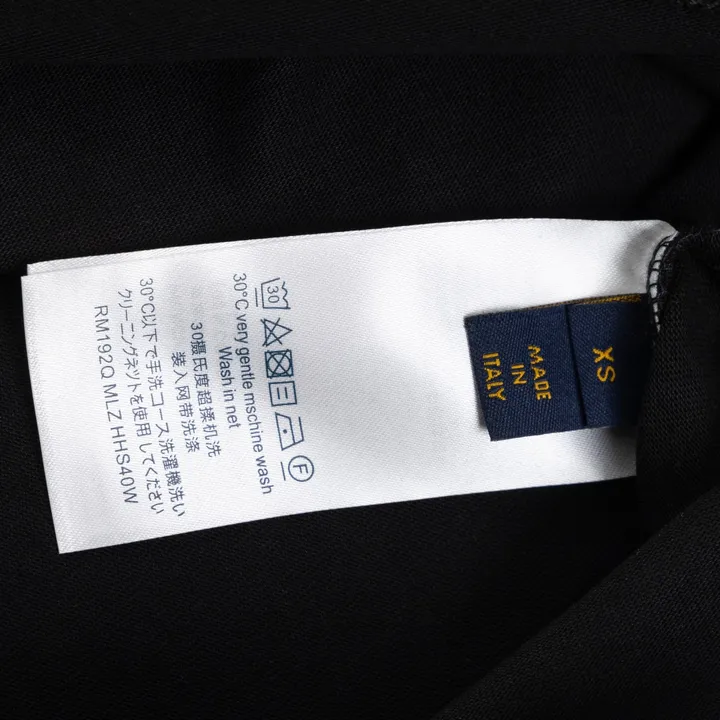 30
F
30°C very gentle mschine wash
Wash in net
30摄氏度超揉机洗
装入网带洗涤
30°C以下で手洗コース洗濯機洗い
クリーニングネットを使用してください
RM192Q MLZ HHS40W
XS
MADE
IN
ITALY